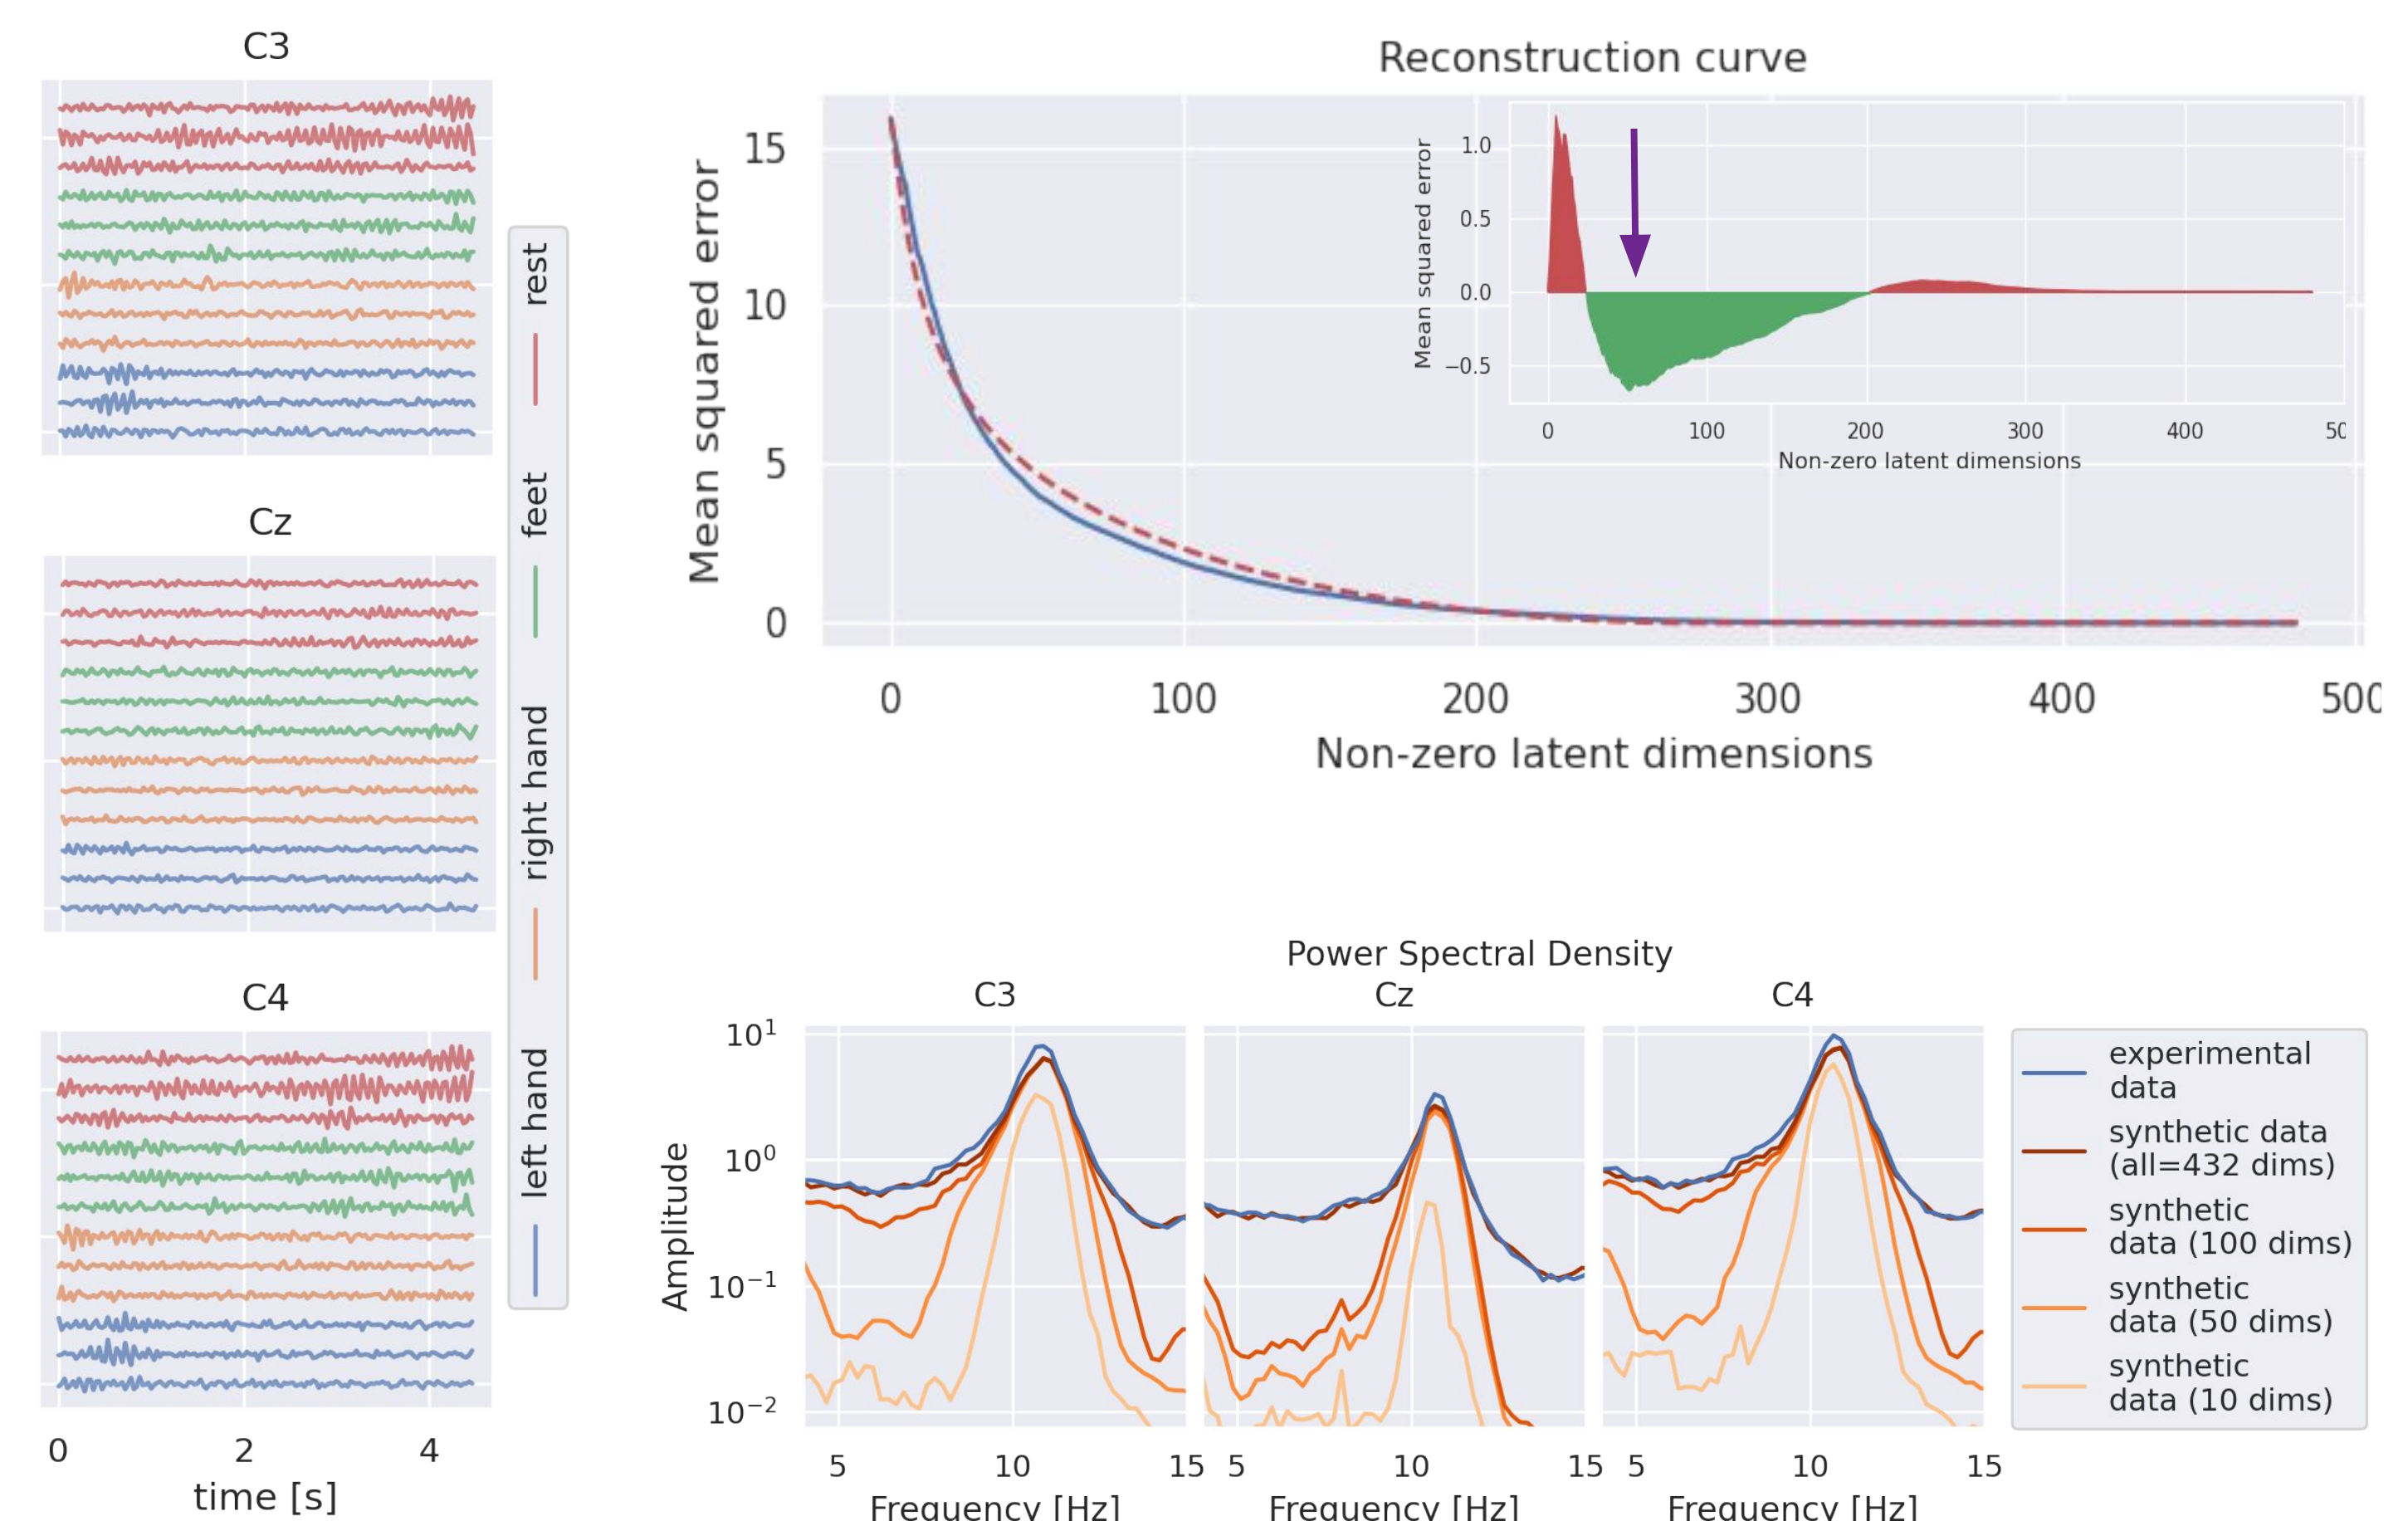 C3
Cz
C4
0 2 4
time [s]
left hand right hand feet rest
Reconstruction curve
Mean squared error
15
10
5
0
0 100 200 300 400 500
Non-zero latent dimensions
Mean squared error
1.0
0.5
0.0
−0.5
0 100 200 300 400 50
Non-zero latent dimensions
Power Spectral Density
C3 Cz C4
Amplitude
10¹
10⁰
10⁻¹
10⁻²
5 10 15 5 10 15 5 10 15
Frequency [Hz] Frequency [Hz] Frequency [Hz]
experimental
data
synthetic data
(all=432 dims)
synthetic
data (100 dims)
synthetic
data (50 dims)
synthetic
data (10 dims)